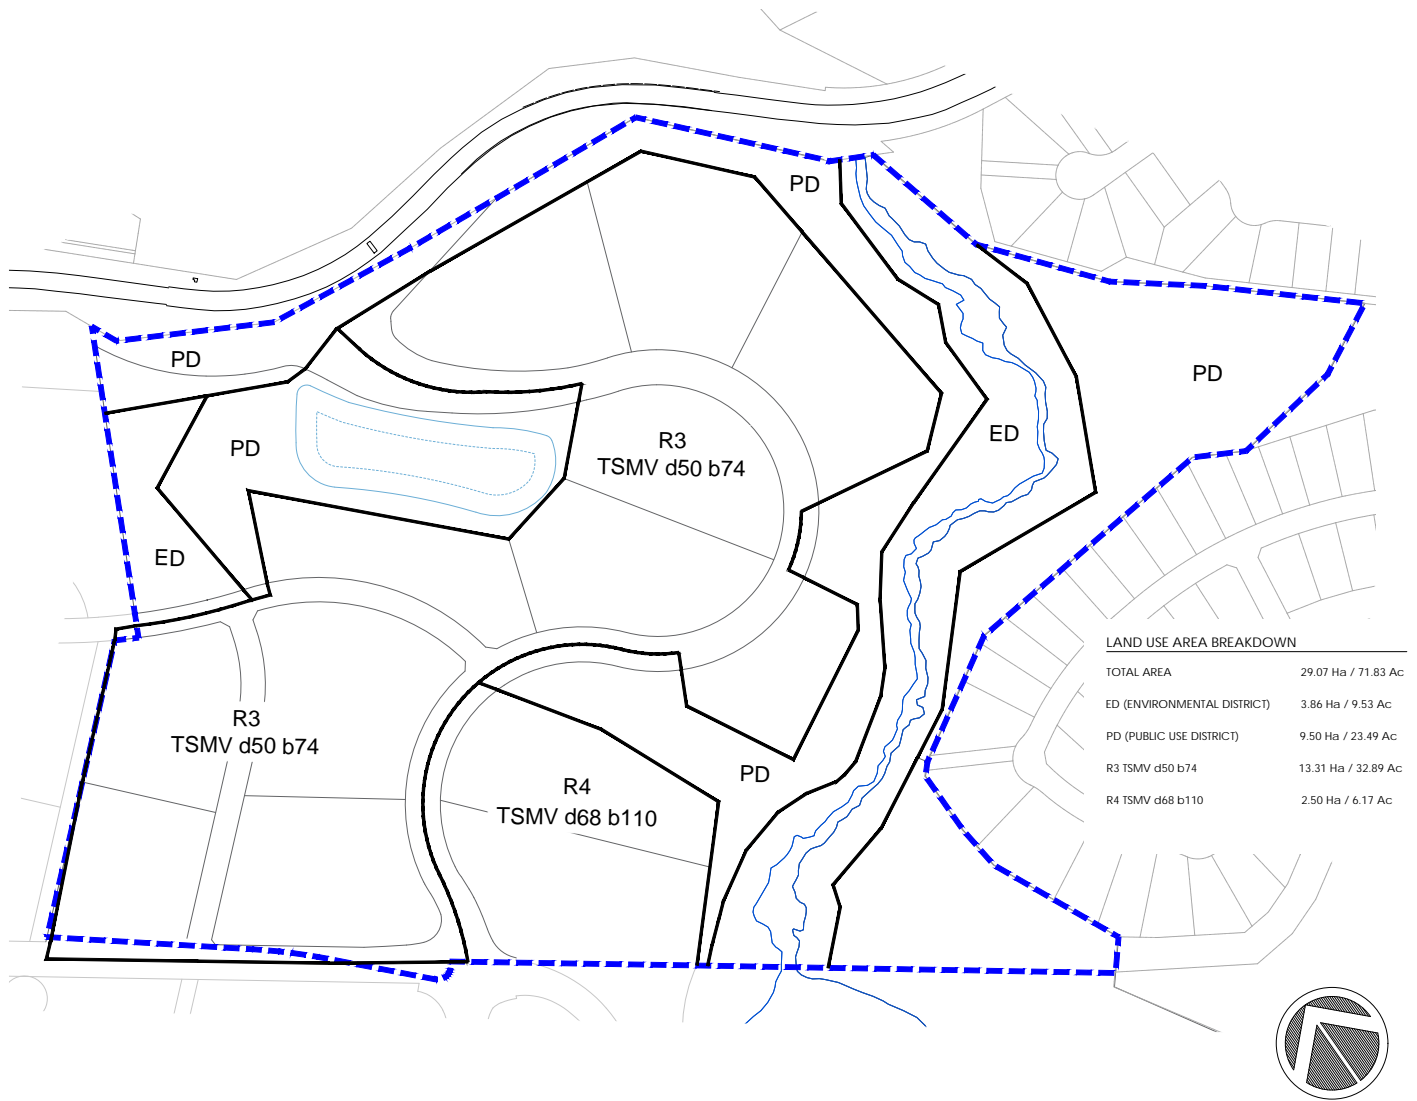 PD
PD
PD
ED
R3
TSMV d50 b74
PD
ED
LAND USE AREA BREAKDOWN
TOTAL AREA 29.07 Ha / 71.83 Ac
ED (ENVIRONMENTAL DISTRICT) 3.86 Ha / 9.53 Ac
PD (PUBLIC USE DISTRICT) 9.50 Ha / 23.49 Ac
R3 TSMV d50 b74 13.31 Ha / 32.89 Ac
R4 TSMV d68 b110 2.50 Ha / 6.17 Ac
R3
TSMV d50 b74
PD
R4
TSMV d68 b110